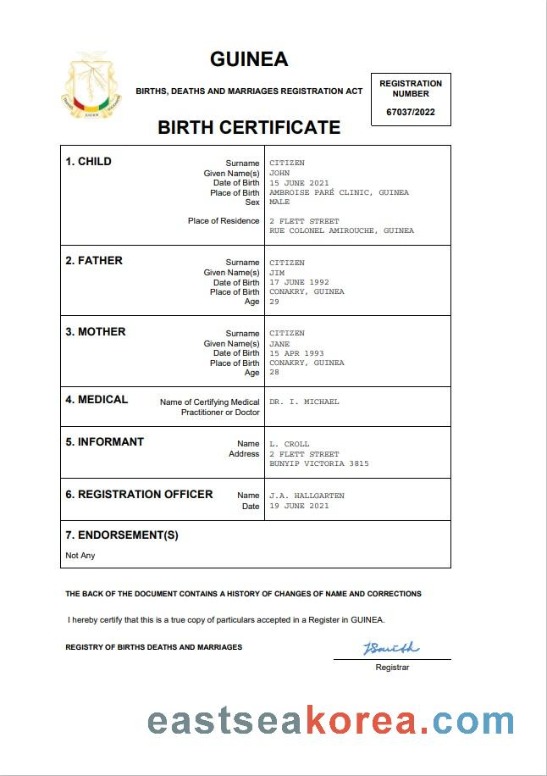 GUINEA
BIRTHS, DEATHS AND MARRIAGES REGISTRATION ACT
REGISTRATION
NUMBER
67037/2022
BIRTH CERTIFICATE
1. CHILD
Surname CITIZEN
Given Name(s) JOHN
Date of Birth 15 JUNE 2021
Place of Birth AMBROISE PARÉ CLINIC, GUINEA
Sex MALE
Place of Residence 2 FLETT STREET
RUE COLONEL AMIROUCHE, GUINEA
2. FATHER
Surname CITIZEN
Given Name(s) JIM
Date of Birth 17 JUNE 1992
Place of Birth CONAKRY, GUINEA
Age 29
3. MOTHER
Surname CITIZEN
Given Name(s) JANE
Date of Birth 15 APR 1993
Place of Birth CONAKRY, GUINEA
Age 28
4. MEDICAL Name of Certifying Medical DR. I. MICHAEL
Practitioner or Doctor
5. INFORMANT Name L. CROLL
Address 2 FLETT STREET
BUNYIP VICTORIA 3815
6. REGISTRATION OFFICER Name J.A. HALLGARTEN
Date 19 JUNE 2021
7. ENDORSEMENT(S)
Not Any
THE BACK OF THE DOCUMENT CONTAINS A HISTORY OF CHANGES OF NAME AND CORRECTIONS
I hereby certify that this is a true copy of particulars accepted in a Register in GUINEA.
REGISTRY OF BIRTHS DEATHS AND MARRIAGES
JSmith
Registrar
eastseakorea.com